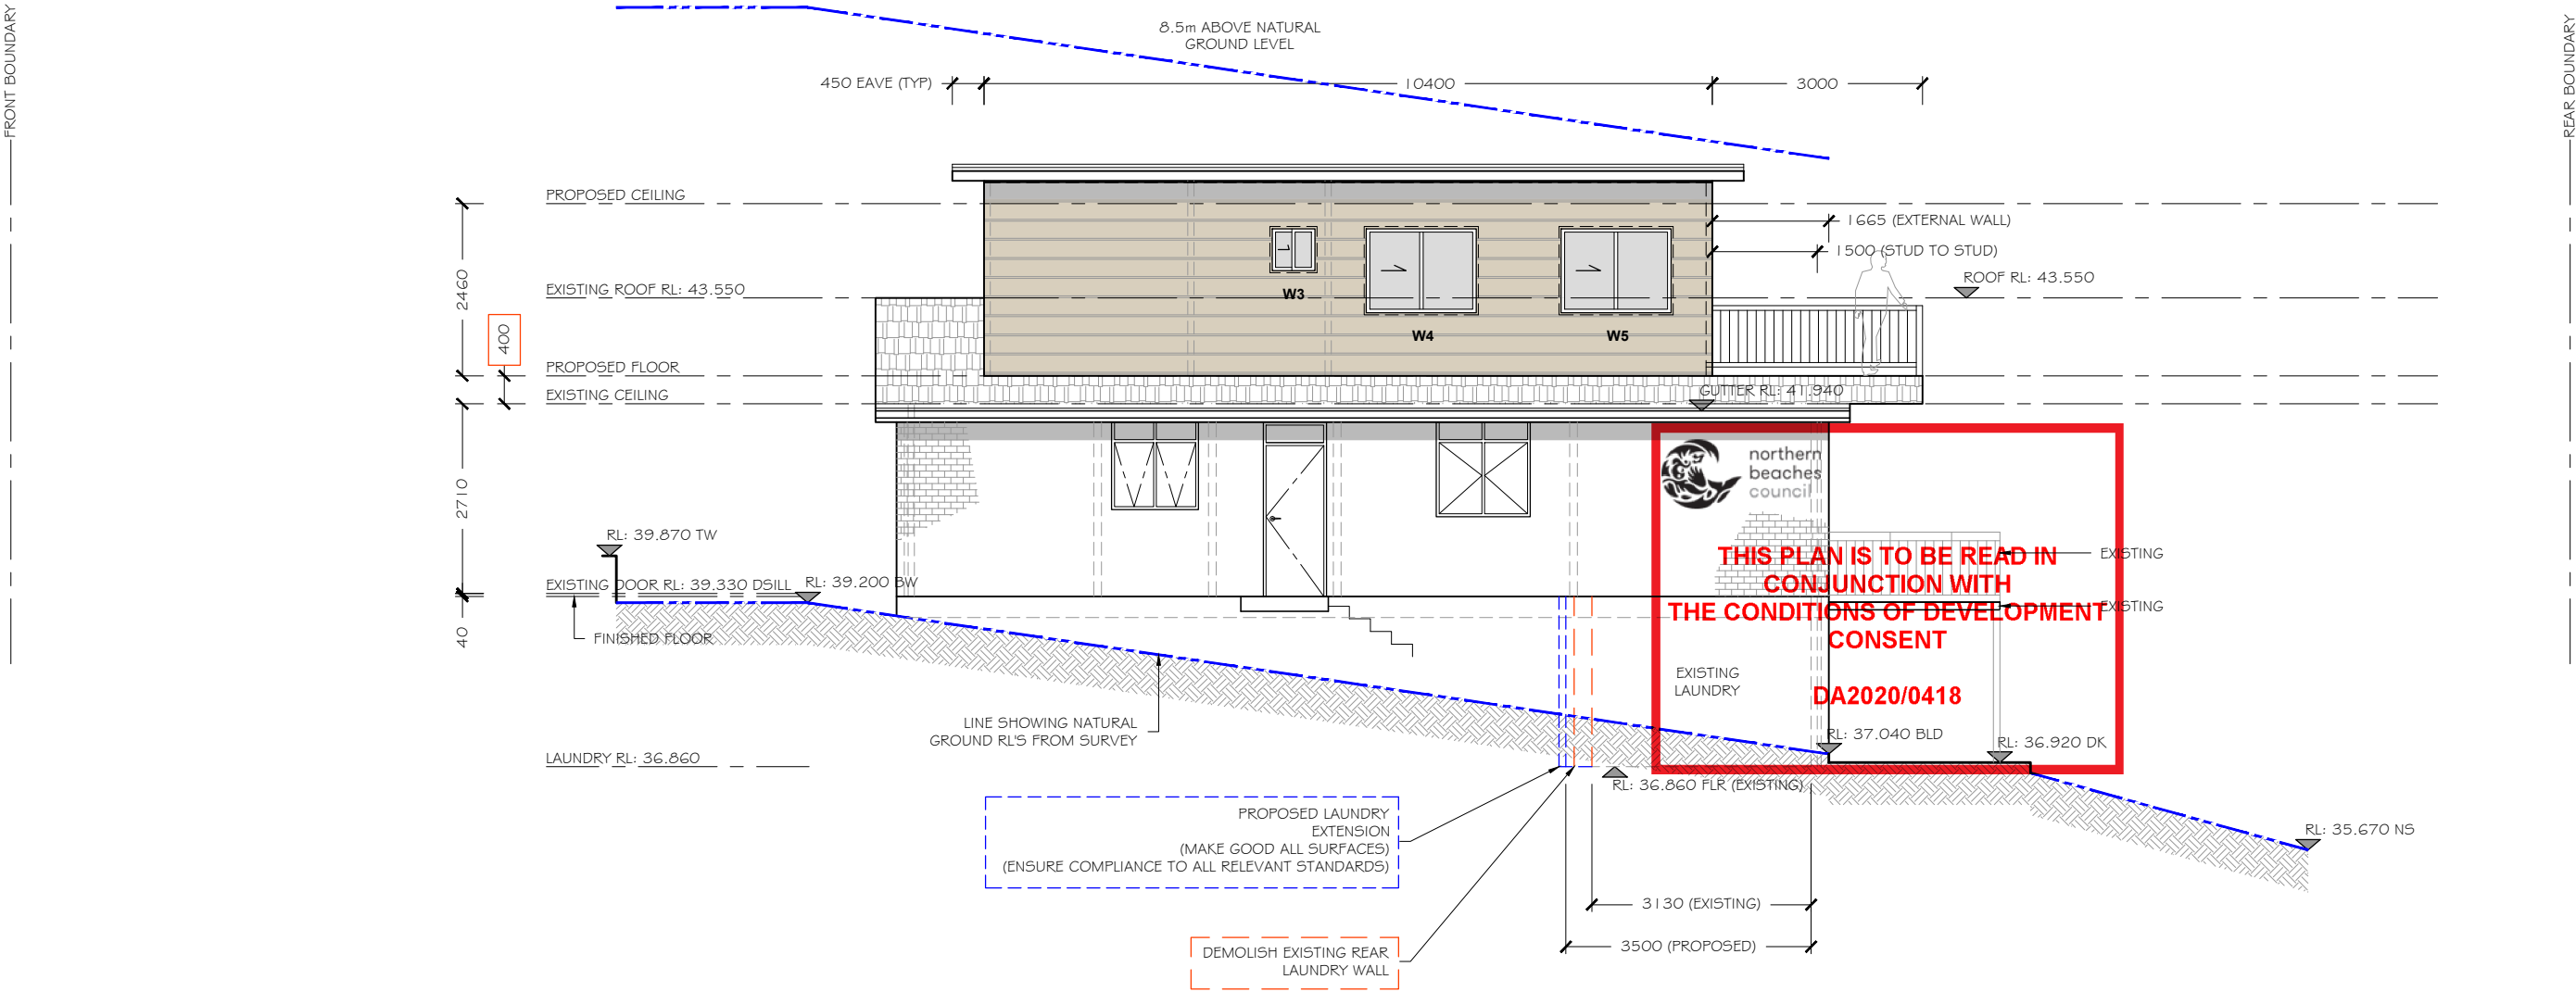 FRONT BOUNDARY
REAR BOUNDARY
8.5m ABOVE NATURAL
GROUND LEVEL
450 EAVE (TYP)
10400
3000
PROPOSED CEILING
1665 (EXTERNAL WALL)
1500 (STUD TO STUD)
ROOF RL: 43.550
2460
EXISTING ROOF RL: 43.550
W3
W4
W5
400
PROPOSED FLOOR
EXISTING CEILING
GUTTER RL: 41.940
northern
beaches
council
2710
RL: 39.870 TW
THIS PLAN IS TO BE READ IN
CONJUNCTION WITH
THE CONDITIONS OF DEVELOPMENT
CONSENT
DA2020/0418
EXISTING
EXISTING
EXISTING DOOR RL: 39.330 DSILL
RL: 39.200 BW
40
FINISHED FLOOR
EXISTING
LAUNDRY
LINE SHOWING NATURAL
GROUND RL'S FROM SURVEY
RL: 37.040 BLD
RL: 36.920 DK
LAUNDRY RL: 36.860
RL: 36.860 FLR (EXISTING)
PROPOSED LAUNDRY
EXTENSION
(MAKE GOOD ALL SURFACES)
(ENSURE COMPLIANCE TO ALL RELEVANT STANDARDS)
RL: 35.670 NS
3130 (EXISTING)
3500 (PROPOSED)
DEMOLISH EXISTING REAR
LAUNDRY WALL